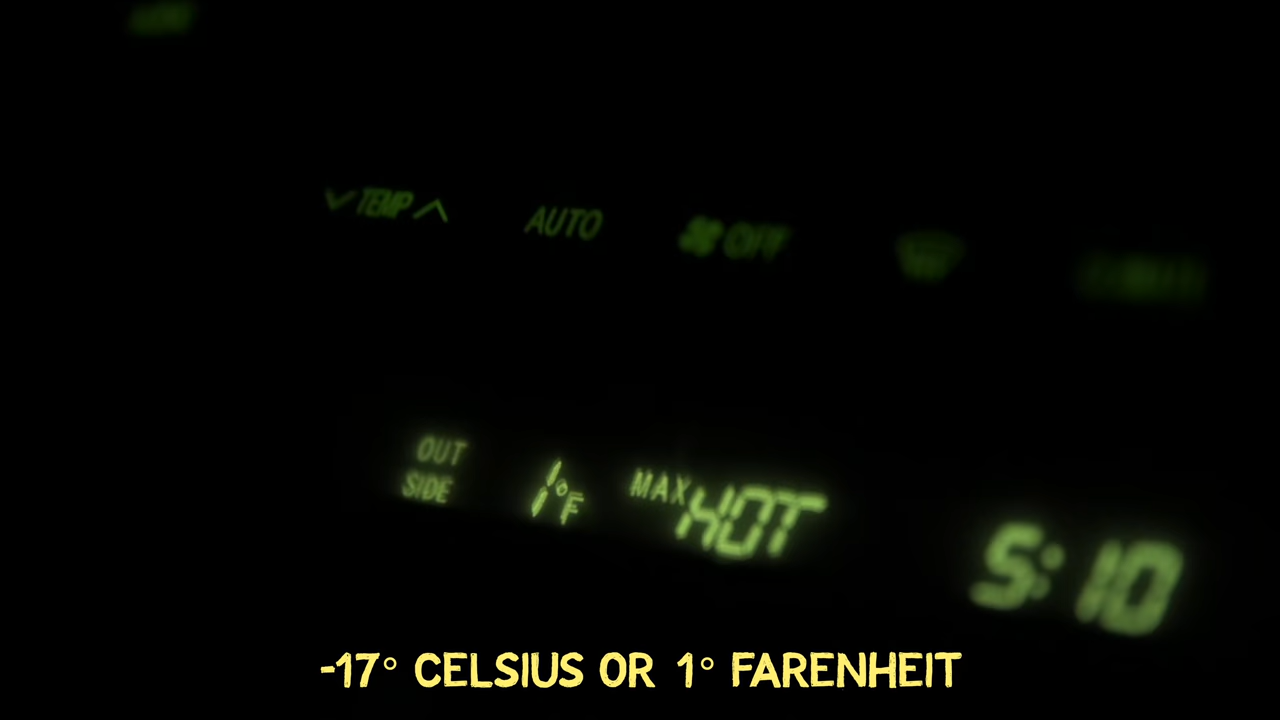 TEMP AUTO OFF
OUT
SIDE
1°F MAX HOT 5:10
-17° CELSIUS OR 1° FARENHEIT